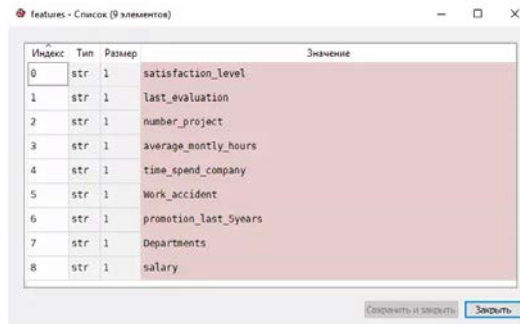 features - Список (9 элементов)
Индекс Тип Размер Значение
0 str 1 satisfaction_level
1 str 1 last_evaluation
2 str 1 number_project
3 str 1 average_montly_hours
4 str 1 time_spend_company
5 str 1 Work_accident
6 str 1 promotion_last_5years
7 str 1 Departments
8 str 1 salary
Сохранить и закрыть Закрыть